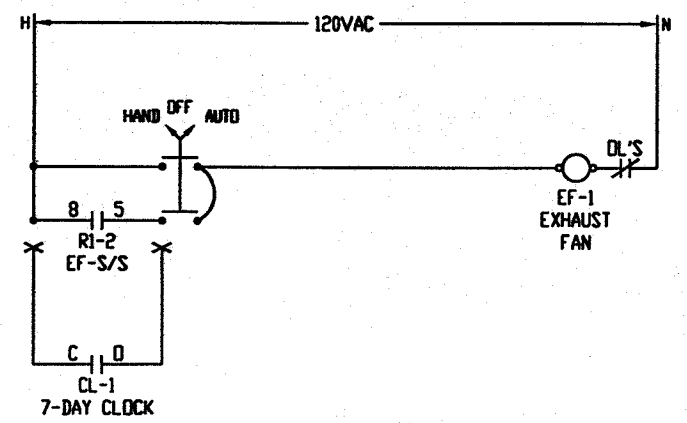 H 120VAC N
HAND OFF AUTO
OL'S
8 5
R1-2
EF-S/S
EF-1
EXHAUST
FAN
C O
CL-1
7-DAY CLOCK